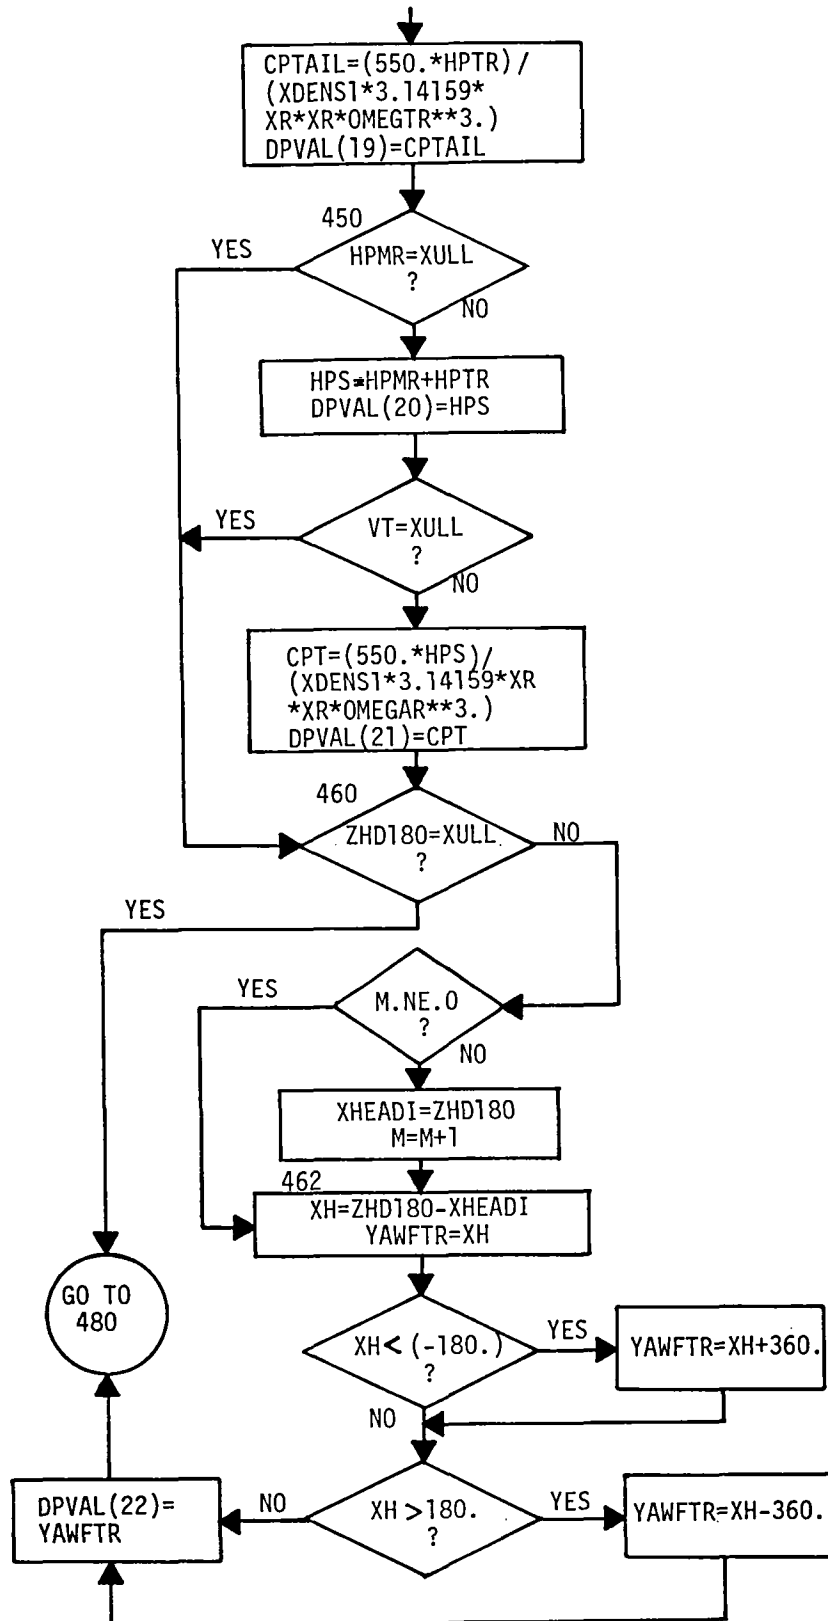 CPTAIL=(550.*HPTR)/
(XDENS1*3.14159*
XR*XR*OMEGTR**3.)
DPVAL(19)=CPTAIL
450
YES
HPMR=XULL
?
NO
HPS=HPMR+HPTR
DPVAL(20)=HPS
YES
VT=XULL
?
NO
CPT=(550.*HPS)/
(XDENS1*3.14159*XR
*XR*OMEGAR**3.)
DPVAL(21)=CPT
460
ZHD180=XULL
?
NO
YES
YES
M.NE.0
?
NO
XHEADI=ZHD180
M=M+1
462
XH=ZHD180-XHEADI
YAWFTR=XH
GO TO
480
XH< (-180.)
?
YES
YAWFTR=XH+360.
NO
DPVAL(22)=
YAWFTR
NO
XH >180.
?
YES
YAWFTR=XH-360.